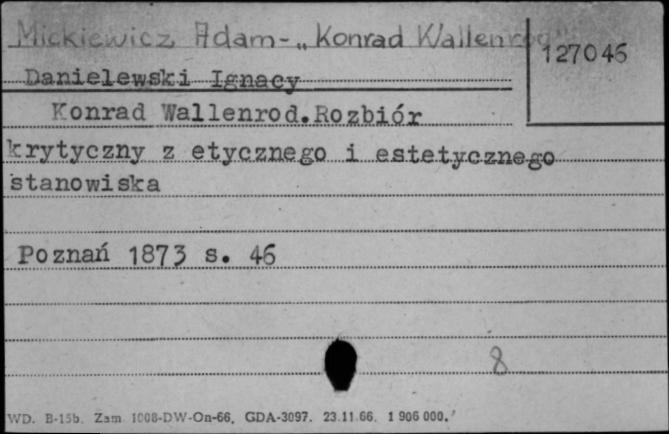 Mickiewicz Adam - „Konrad Wallenrod"
127046
Danielewski Ignacy
Konrad Wallenrod.Rozbiór
krytyczny z etycznego i estetycznego
stanowiska
Poznań 1873 s. 46
8
WD. B-15b. Zam 1008-DW-On-66, GDA-3097. 23.11.66. 1 906 000.